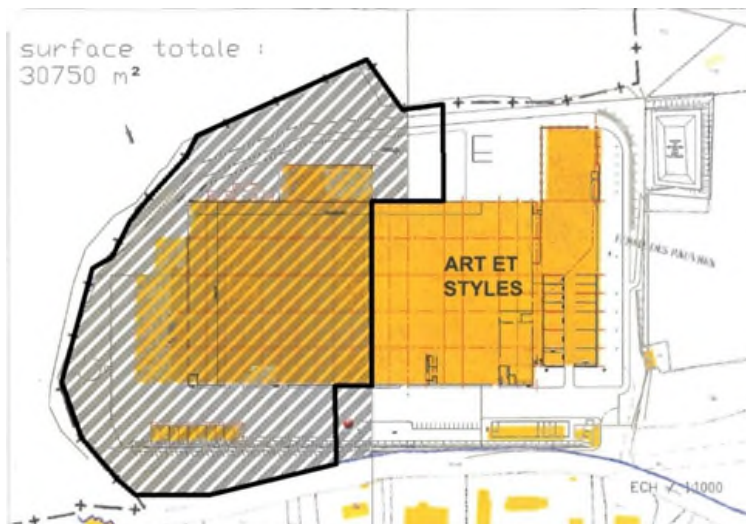 surface totale :
30750 m²
E
ART ET
STYLES
ECH 1:1000